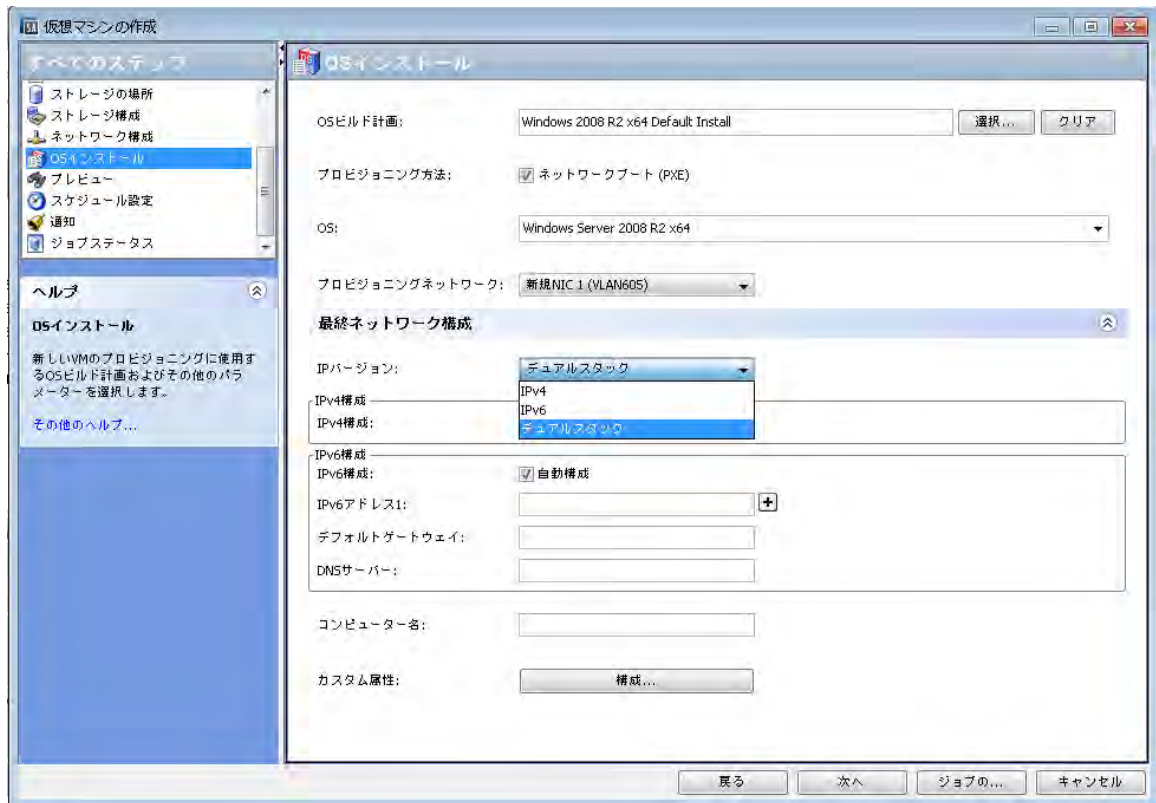 仮想マシンの作成
すべてのステップ
ストレージの場所
ストレージ構成
ネットワーク構成
OSインストール
プレビュー
スケジュール設定
通知
ジョブステータス
ヘルプ
OSインストール
新しいVMのプロビジョニングに使用す
るOSビルド計画およびその他のパラ
メーターを選択します。
その他のヘルプ...
OSインストール
OSビルド計画: Windows 2008 R2 x64 Default Install 選択... クリア
プロビジョニング方法: ネットワークブート (PXE)
OS: Windows Server 2008 R2 x64
プロビジョニングネットワーク: 新規NIC 1 (VLAN605)
最終ネットワーク構成
IPバージョン: デュアルスタック
IPv4
IPv6
デュアルスタック
IPv4構成
IPv4構成:
IPv6構成
IPv6構成: 自動構成
IPv6アドレス1:
デフォルトゲートウェイ:
DNSサーバー:
コンピューター名:
カスタム属性: 構成...
戻る 次へ ジョブの... キャンセル